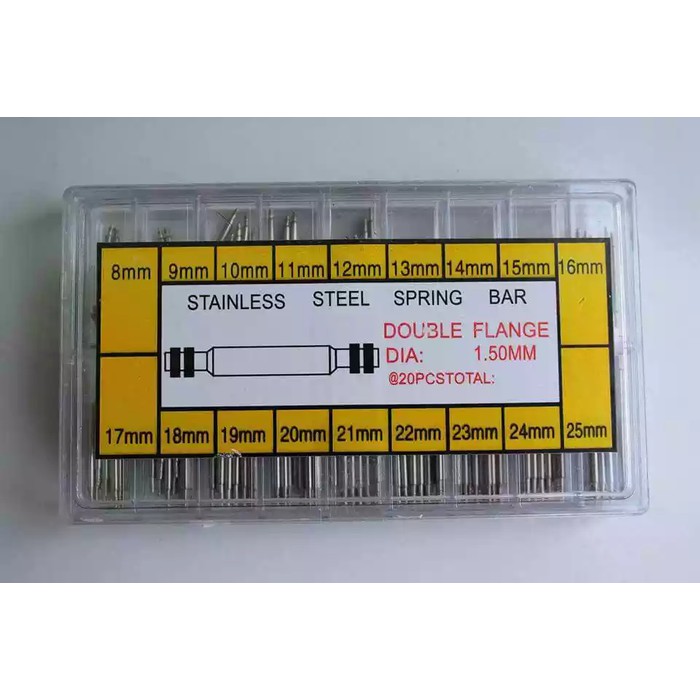 8mm 9mm 10mm 11mm 12mm 13mm 14mm 15mm 16mm
STAINLESS STEEL SPRING BAR
DOUBLE FLANGE
DIA: 1.50MM
@20PCSTOTAL:
17mm 18mm 19mm 20mm 21mm 22mm 23mm 24mm 25mm